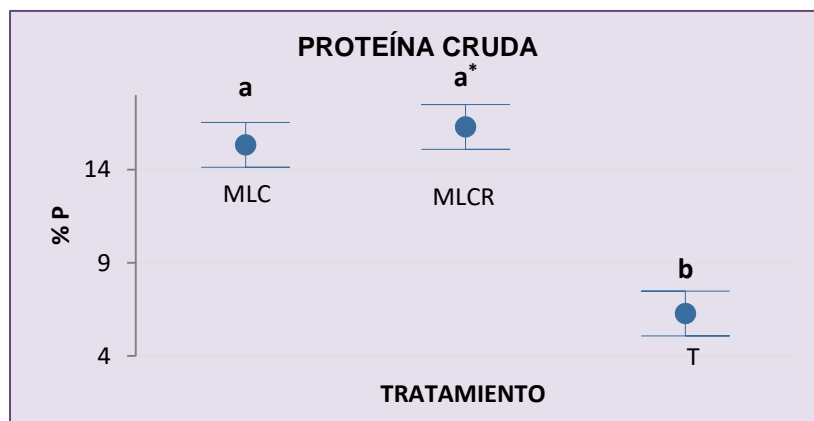 PROTEÍNA CRUDA
a
a*
b
% P
14
9
4
MLC
MLCR
T
TRATAMIENTO